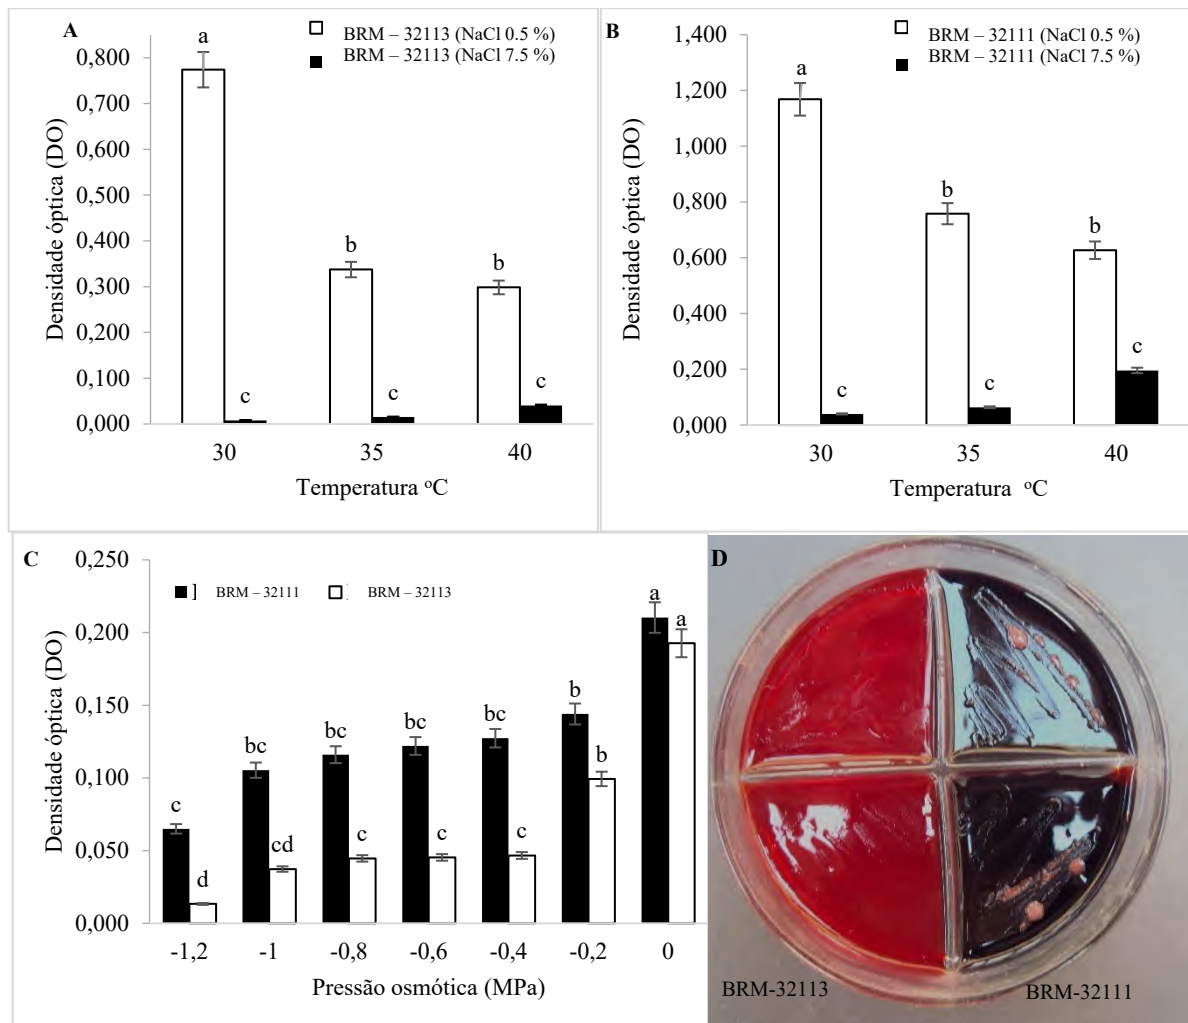 A
BRM – 32113 (NaCl 0.5 %)
BRM – 32113 (NaCl 7.5 %)
Densidade óptica (DO)
0,800
0,700
0,600
0,500
0,400
0,300
0,200
0,100
0,000
a
c
b
c
b
c
30 35 40
Temperatura ºC
B
BRM – 32111 (NaCl 0.5 %)
BRM – 32111 (NaCl 7.5 %)
Densidade óptica (DO)
1,400
1,200
1,000
0,800
0,600
0,400
0,200
0,000
a
c
b
c
b
c
30 35 40
Temperatura ºC
C
BRM – 32111 BRM – 32113
Densidade óptica (DO)
0,250
0,200
0,150
0,100
0,050
0,000
c
d
bc
cd
bc
c
bc
c
bc
c
b
b
a
a
-1,2 -1 -0,8 -0,6 -0,4 -0,2 0
Pressão osmótica (MPa)
D
BRM-32113
BRM-32111